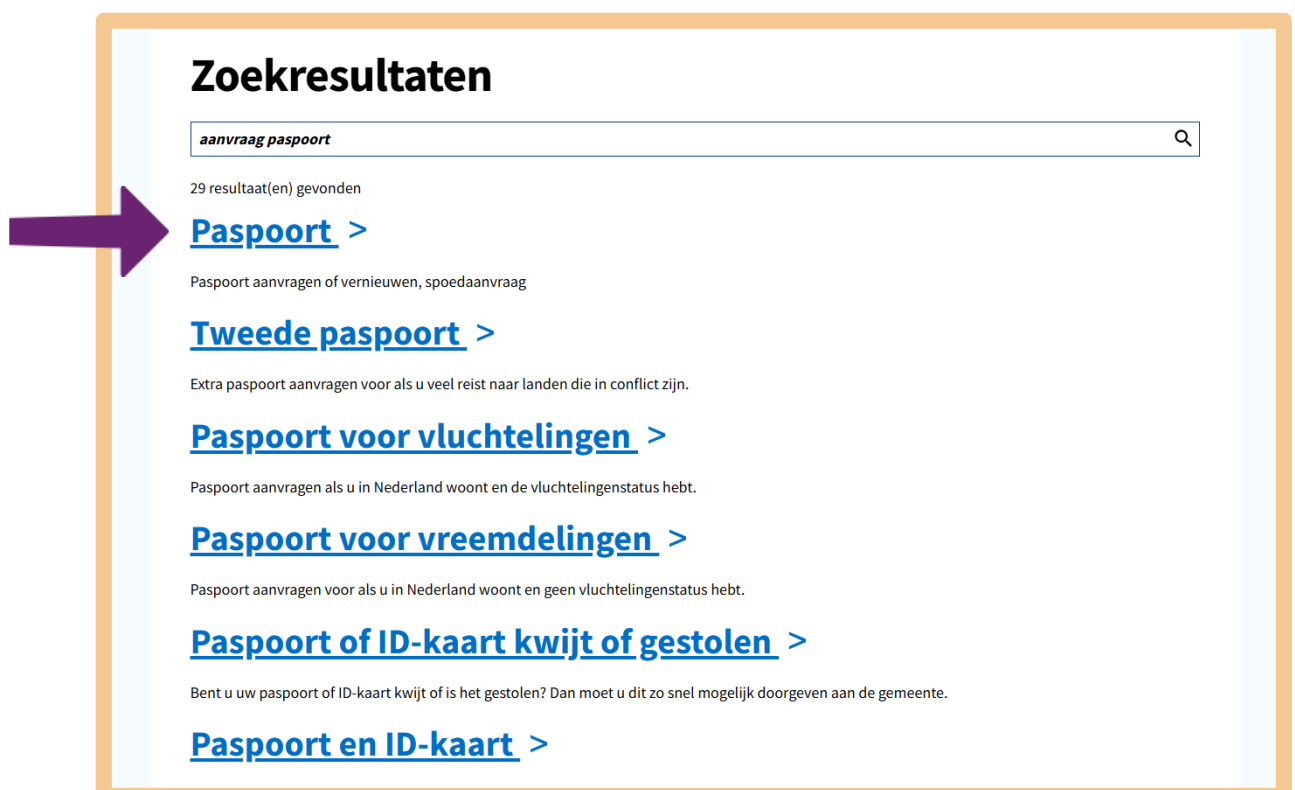 Zoekresultaten
aanvraag paspoort
29 resultaat(en) gevonden
Paspoort >
Paspoort aanvragen of vernieuwen, spoedaanvraag
Tweede paspoort >
Extra paspoort aanvragen voor als u veel reist naar landen die in conflict zijn.
Paspoort voor vluchtelingen >
Paspoort aanvragen als u in Nederland woont en de vluchtelingenstatus hebt.
Paspoort voor vreemdelingen >
Paspoort aanvragen voor als u in Nederland woont en geen vluchtelingenstatus hebt.
Paspoort of ID-kaart kwijt of gestolen >
Bent u uw paspoort of ID-kaart kwijt of is het gestolen? Dan moet u dit zo snel mogelijk doorgeven aan de gemeente.
Paspoort en ID-kaart >